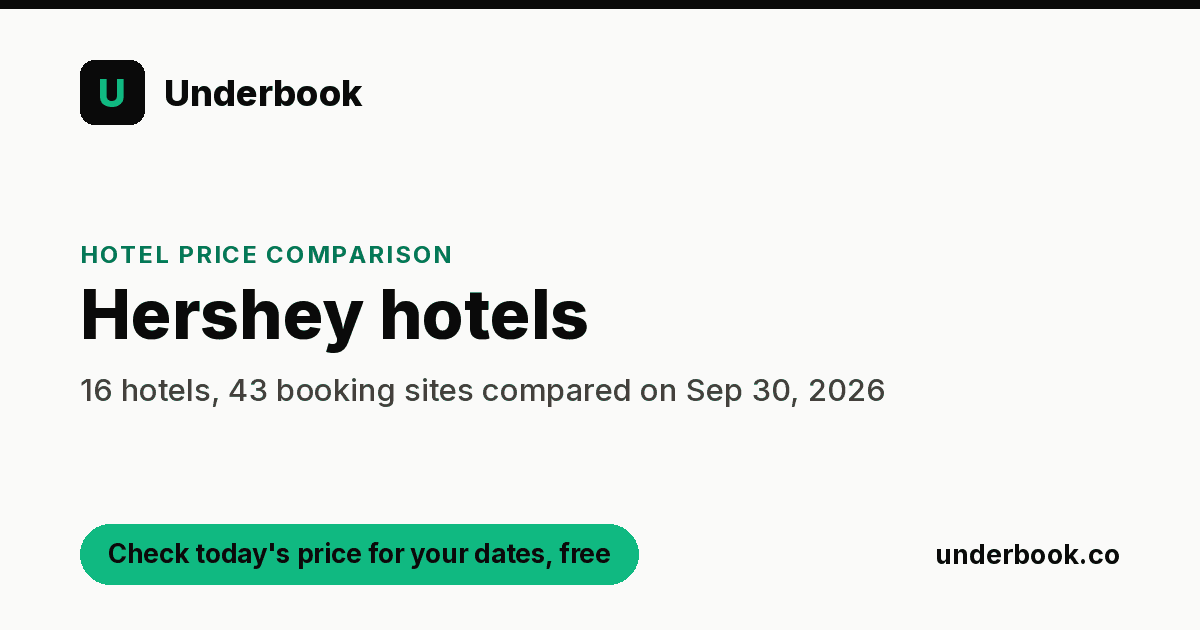 U Underbook
HOTEL PRICE COMPARISON
Hershey hotels
16 hotels, 43 booking sites compared on Sep 30, 2026
Check today's price for your dates, free
underbook.co